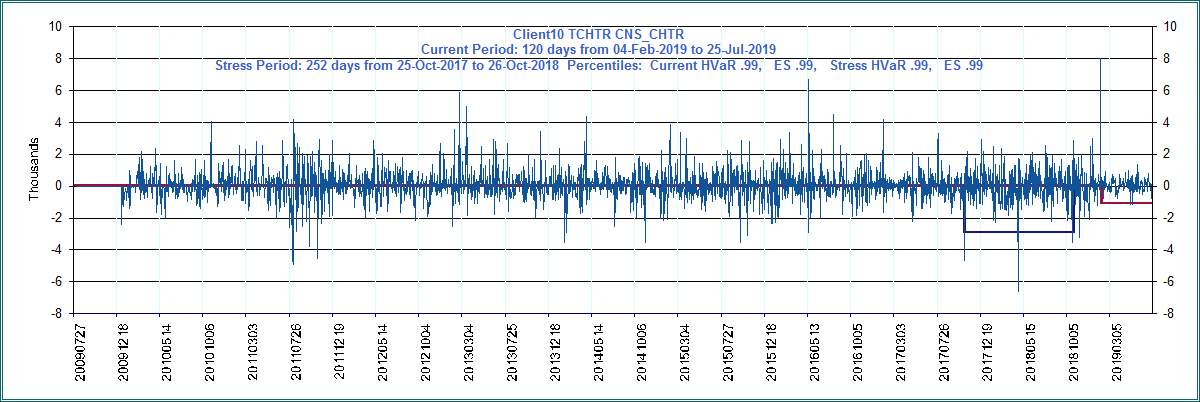 Client10 TCHTR CNS_CHTR
Current Period: 120 days from 04-Feb-2019 to 25-Jul-2019
Stress Period: 252 days from 25-Oct-2017 to 26-Oct-2018 Percentiles: Current HVaR .99, ES .99, Stress HVaR .99, ES .99
10 10
8 8
6 6
4 4
2 2
0 0
-2 -2
-4 -4
-6 -6
-8 -8
Thousands
20090727 20091218 20100514 20101006 20110303 20110726 20111219 20120514 20121004 20130304 20130725 20131218 20140514 20141006 20150304 20150727 20151218 20160513 20161005 20170303 20170726 20171219 20180515 20181005 20190305